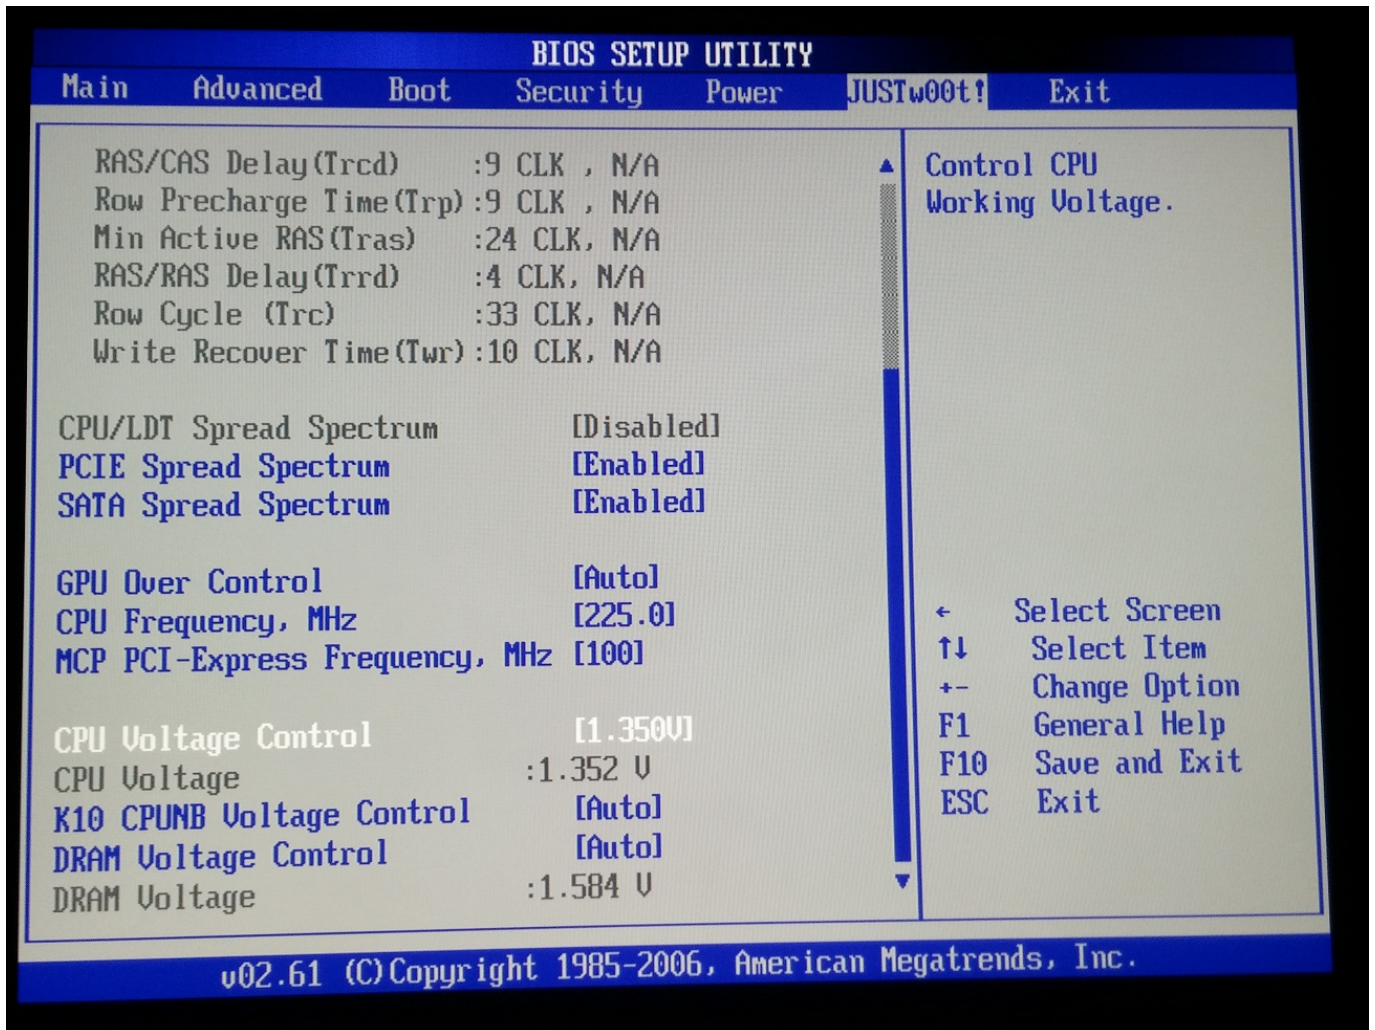 BIOS SETUP UTILITY
Main Advanced Boot Security Power JUSTw00t! Exit
RAS/CAS Delay(Trcd) :9 CLK , N/A
Row Precharge Time(Trp) :9 CLK , N/A
Min Active RAS(Tras) :24 CLK, N/A
RAS/RAS Delay(Trrd) :4 CLK, N/A
Row Cycle (Trc) :33 CLK, N/A
Write Recover Time(Twr) :10 CLK, N/A
CPU/LDT Spread Spectrum [Disabled]
PCIE Spread Spectrum [Enabled]
SATA Spread Spectrum [Enabled]
GPU Over Control [Auto]
CPU Frequency, MHz [225.0]
MCP PCI-Express Frequency, MHz [100]
CPU Voltage Control [1.350V]
CPU Voltage :1.352 V
K10 CPUNB Voltage Control [Auto]
DRAM Voltage Control [Auto]
DRAM Voltage :1.584 V
Control CPU
Working Voltage.
← Select Screen
↑↓ Select Item
+- Change Option
F1 General Help
F10 Save and Exit
ESC Exit
v02.61 (C)Copyright 1985-2006, American Megatrends, Inc.